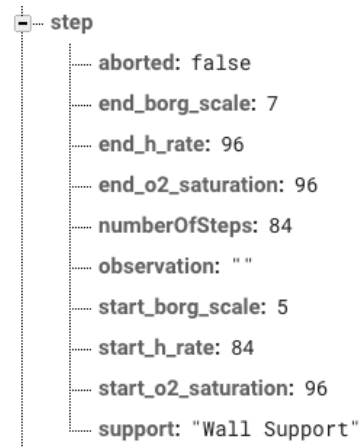 step
aborted: false
end_borg_scale: 7
end_h_rate: 96
end_o2_saturation: 96
numberOfSteps: 84
observation: ""
start_borg_scale: 5
start_h_rate: 84
start_o2_saturation: 96
support: "Wall Support"